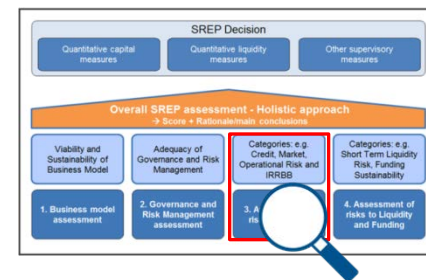 SREP Decision
Quantitative capital
measures
Quantitative liquidity
measures
Other supervisory
measures
Overall SREP assessment - Holistic approach
→ Score + Rationale/main conclusions
Viability and
Sustainability of
Business Model
Adequacy of
Governance and Risk
Management
Categories: e.g.
Credit, Market,
Operational Risk and
IRRBB
Categories: e.g.
Short Term Liquidity
Risk, Funding
Sustainability
1. Business model
assessment
2. Governance and
Risk Management
assessment
3. A
ris
4. Assessment of
risks to Liquidity
and Funding